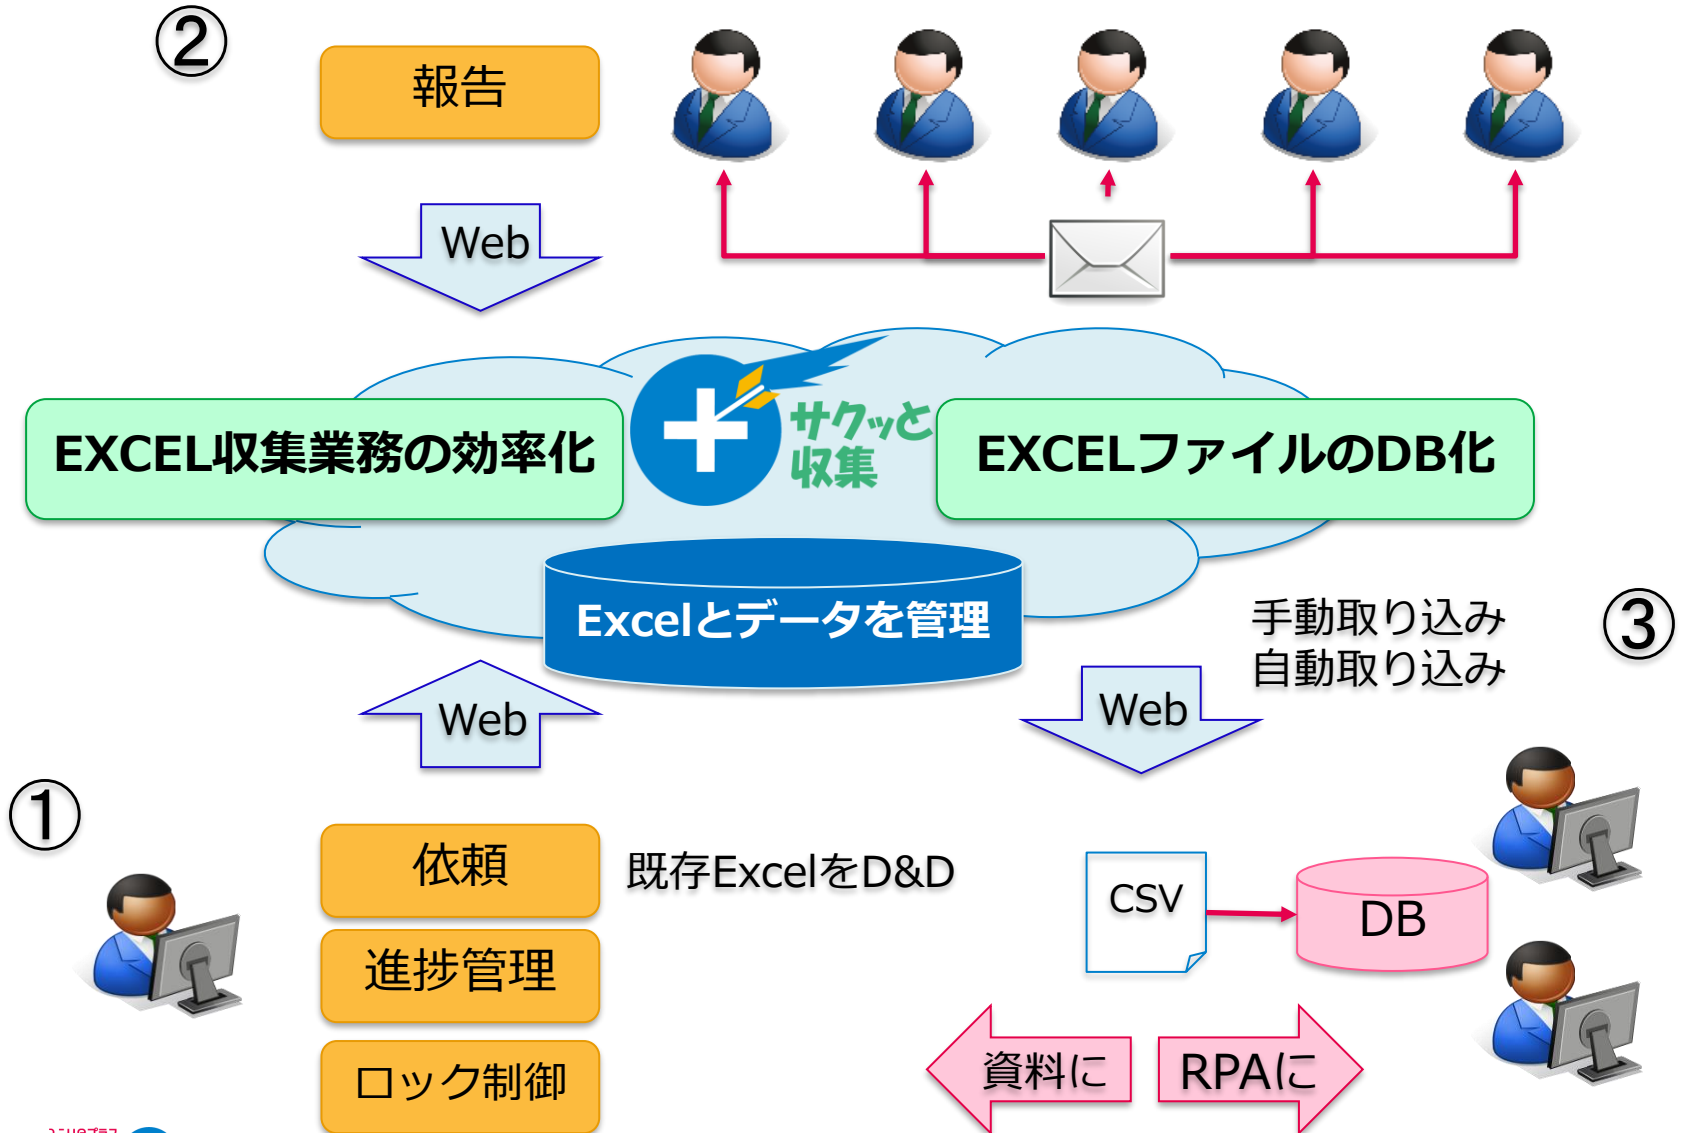 ②
報告
Web
サクッと
収集
EXCEL収集業務の効率化
EXCELファイルのDB化
Excelとデータを管理
手動取り込み
自動取り込み
③
Web
Web
①
依頼
既存ExcelをD&D
進捗管理
ロック制御
CSV
DB
資料に
RPAに